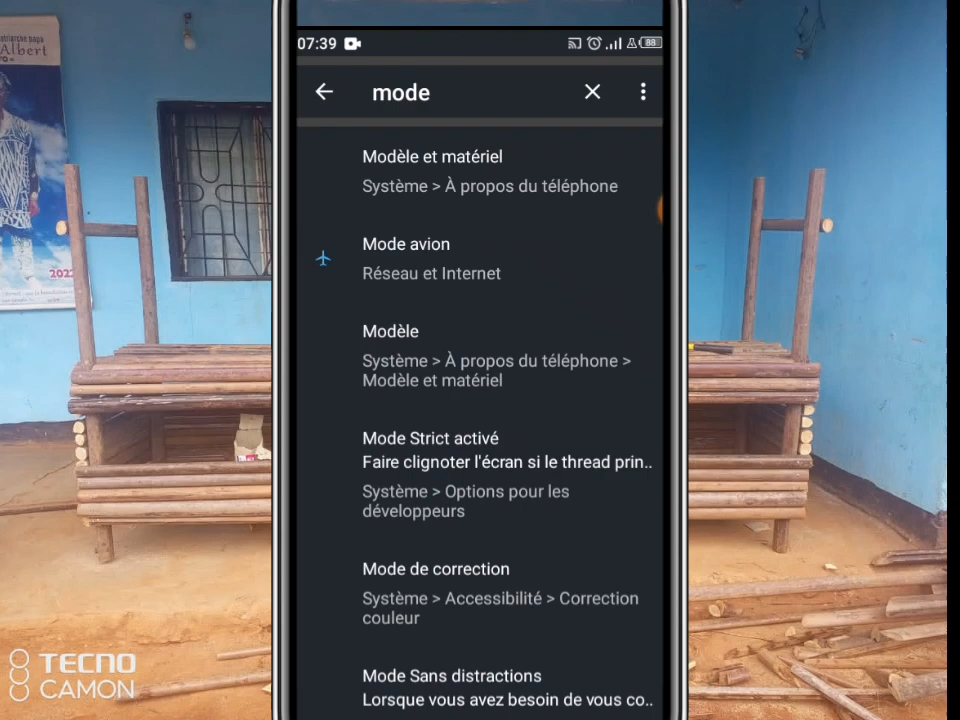 triarche papa
Albert
2022
07:39
88
mode
Modèle et matériel
Système > À propos du téléphone
Mode avion
Réseau et Internet
Modèle
Système > À propos du téléphone >
Modèle et matériel
Mode Strict activé
Faire clignoter l'écran si le thread prin..
Système > Options pour les
développeurs
Mode de correction
Système > Accessibilité > Correction
couleur
Mode Sans distractions
Lorsque vous avez besoin de vous co..
TECNO
CAMON